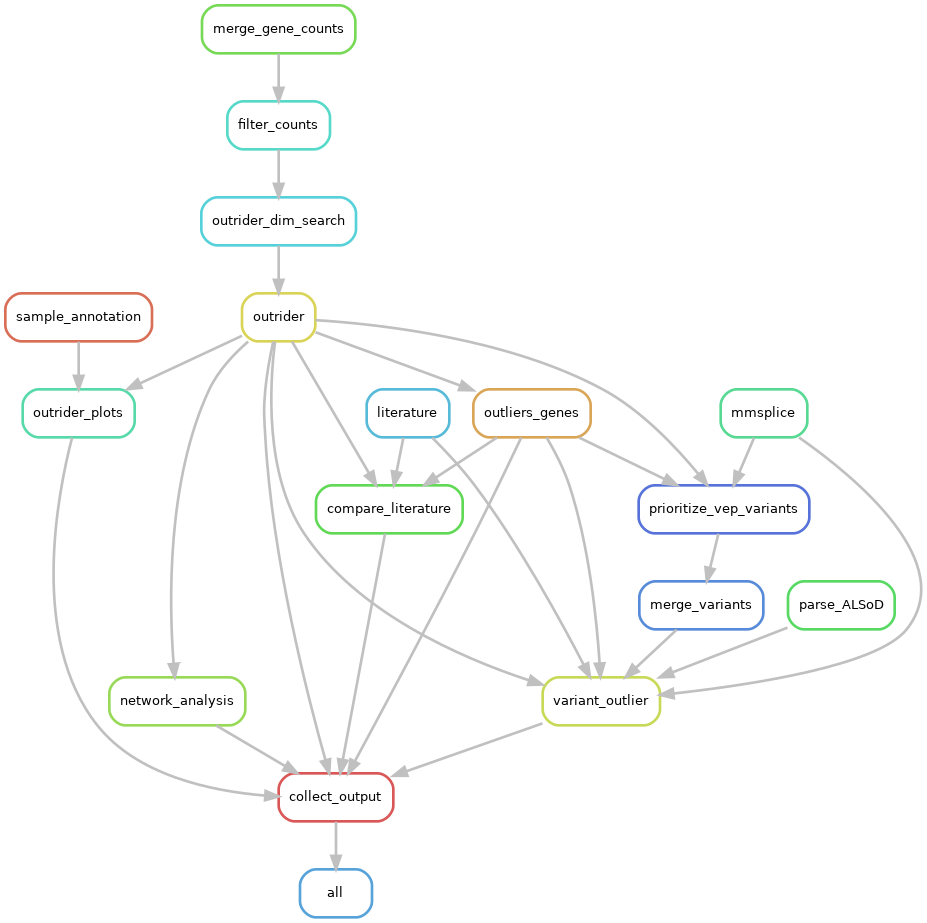 merge_gene_counts
filter_counts
outrider_dim_search
sample_annotation
outrider
outrider_plots
literature
outliers_genes
mmsplice
compare_literature
prioritize_vep_variants
merge_variants
parse_ALSoD
network_analysis
variant_outlier
collect_output
all